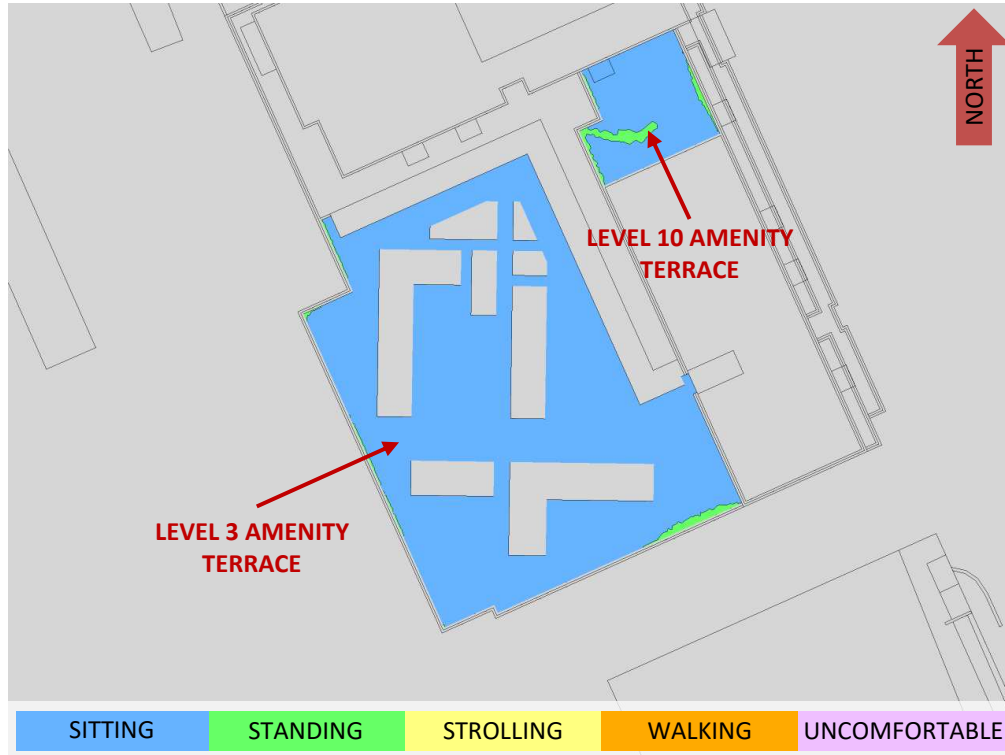 NORTH
LEVEL 10 AMENITY
TERRACE
LEVEL 3 AMENITY
TERRACE
SITTING
STANDING
STROLLING
WALKING
UNCOMFORTABLE